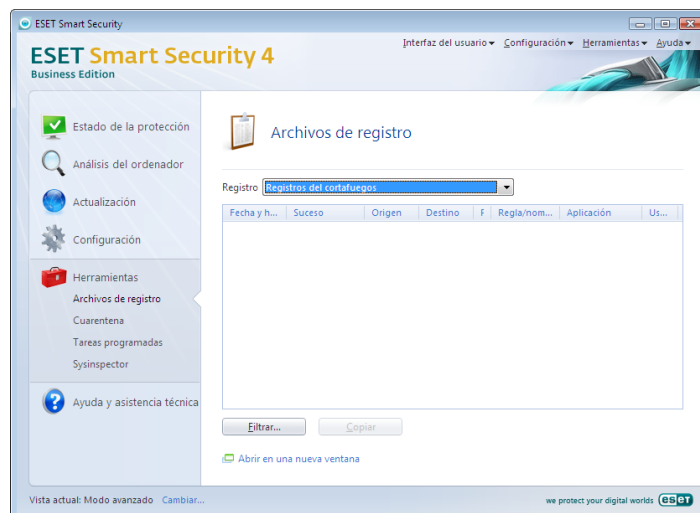 ESET Smart Security
ESET Smart Security 4
Business Edition
Interfaz del usuario Configuración Herramientas Ayuda
Estado de la protección
Análisis del ordenador
Actualización
Configuración
Herramientas
Archivos de registro
Cuarentena
Tareas programadas
Sysinspector
Ayuda y asistencia técnica
Archivos de registro
Registro Registros del cortafuegos
Fecha y h... Suceso Origen Destino F Regla/nom... Aplicación Us...
Filtrar... Copiar
Abrir en una nueva ventana
Vista actual: Modo avanzado Cambiar...
we protect your digital worlds eseT